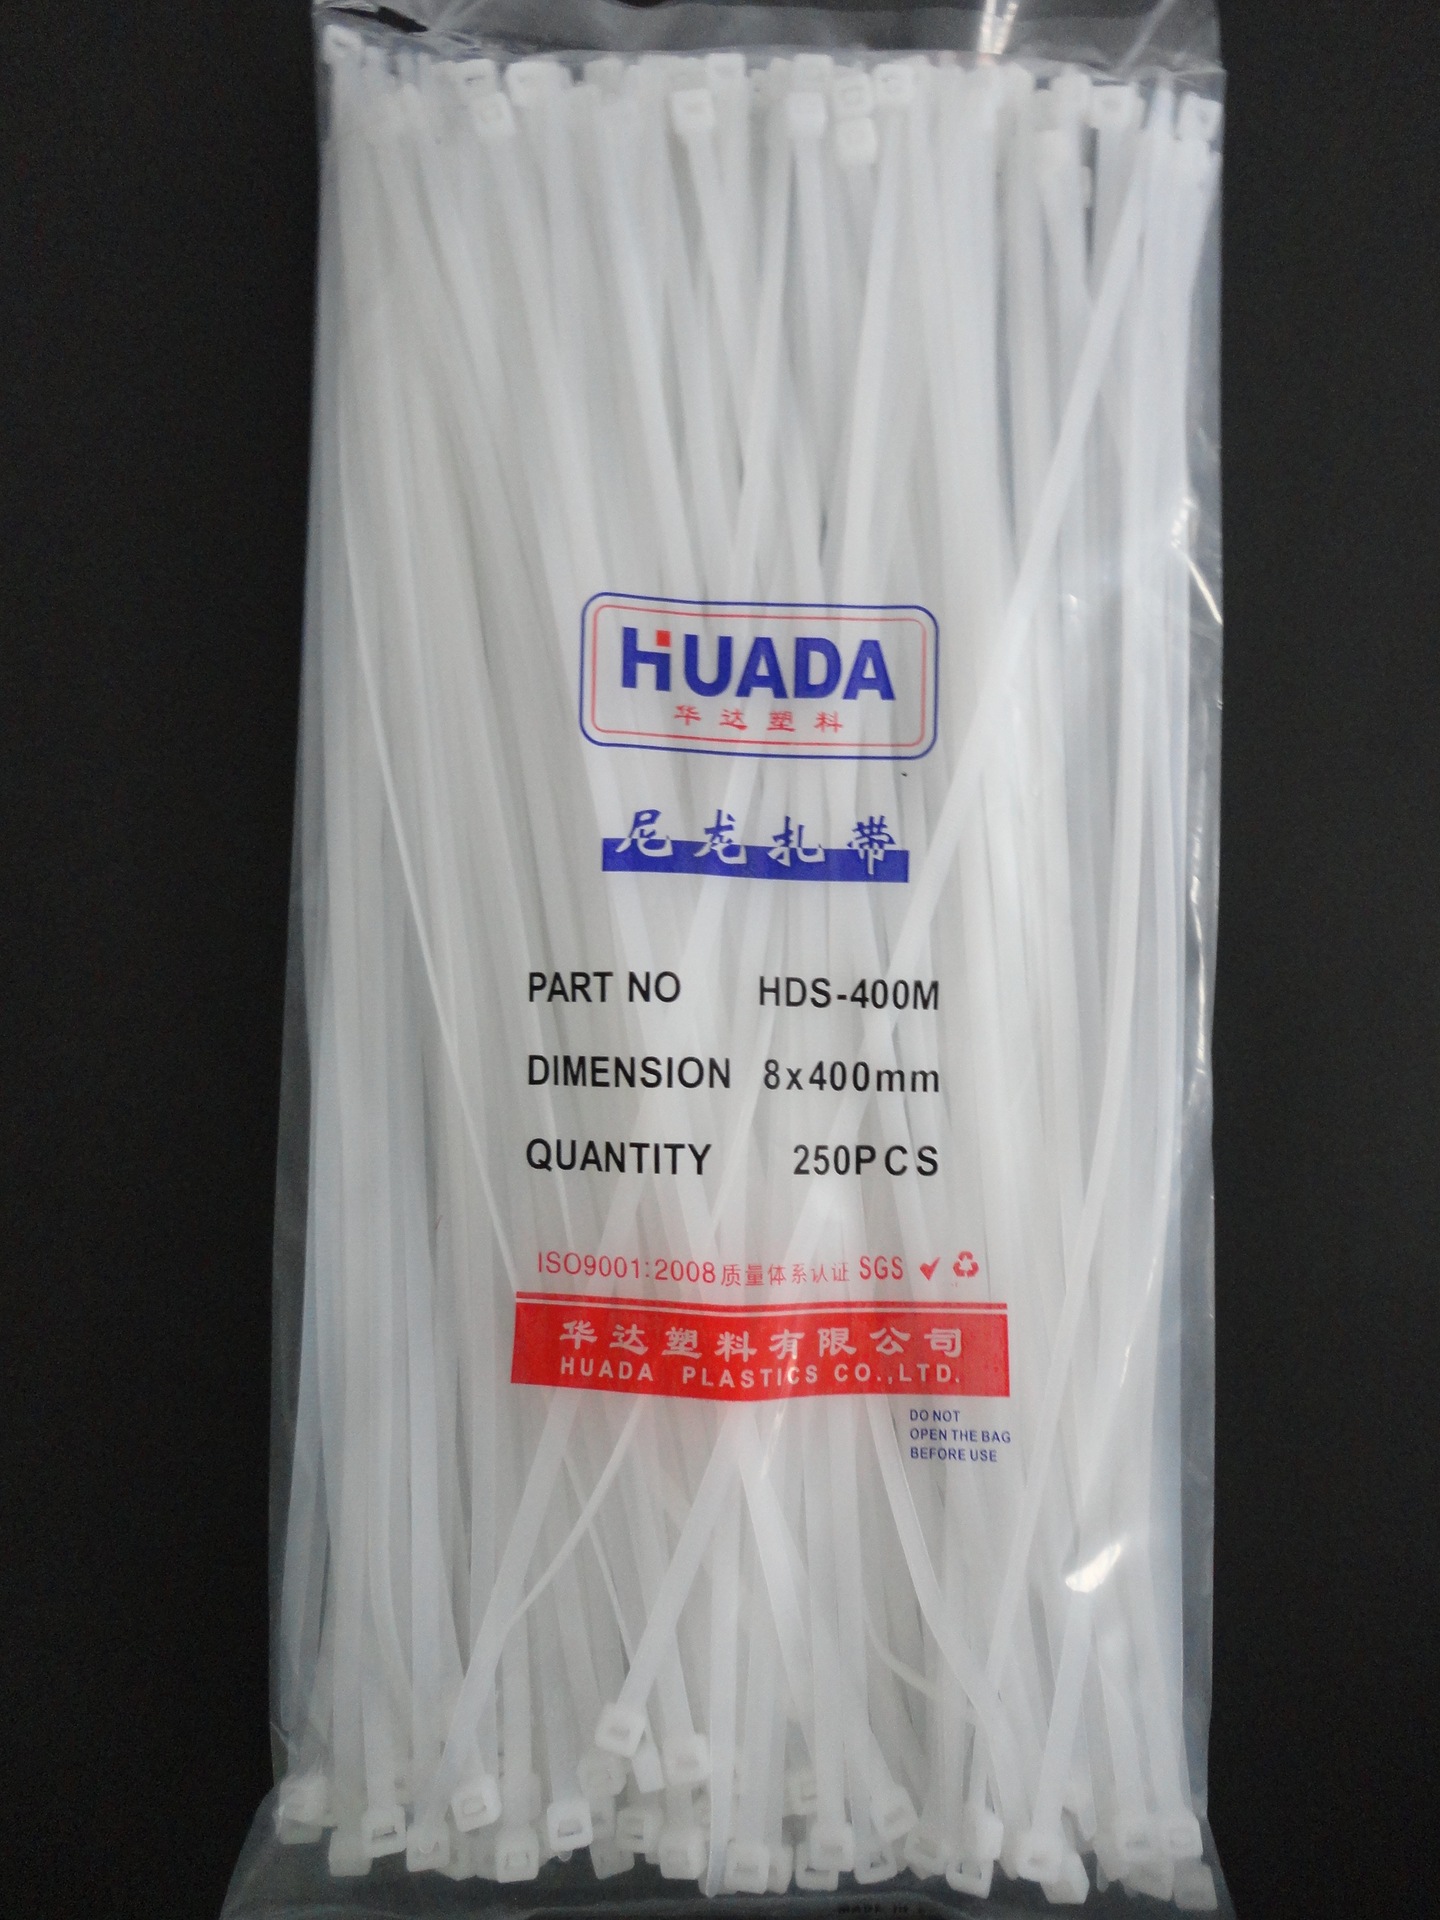 HUADA
华达塑料
尼龙扎带
PART NO HDS-400M
DIMENSION 8x400mm
QUANTITY 250PCS
ISO9001:2008质量体系认证 SGS
华达塑料有限公司
HUADA PLASTICS CO.,LTD.
DO NOT
OPEN THE BAG
BEFORE USE
MADE IN